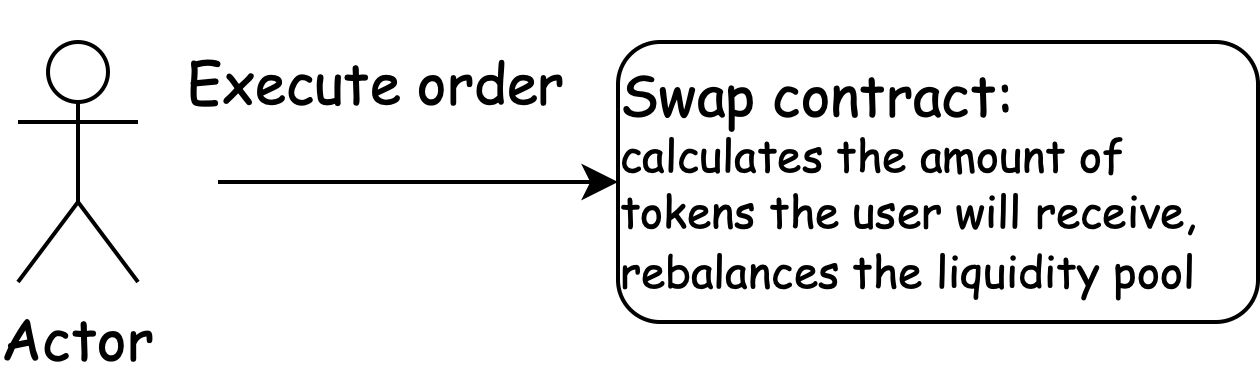 Execute order
Swap contract:
calculates the amount of
tokens the user will receive,
rebalances the liquidity pool
Actor